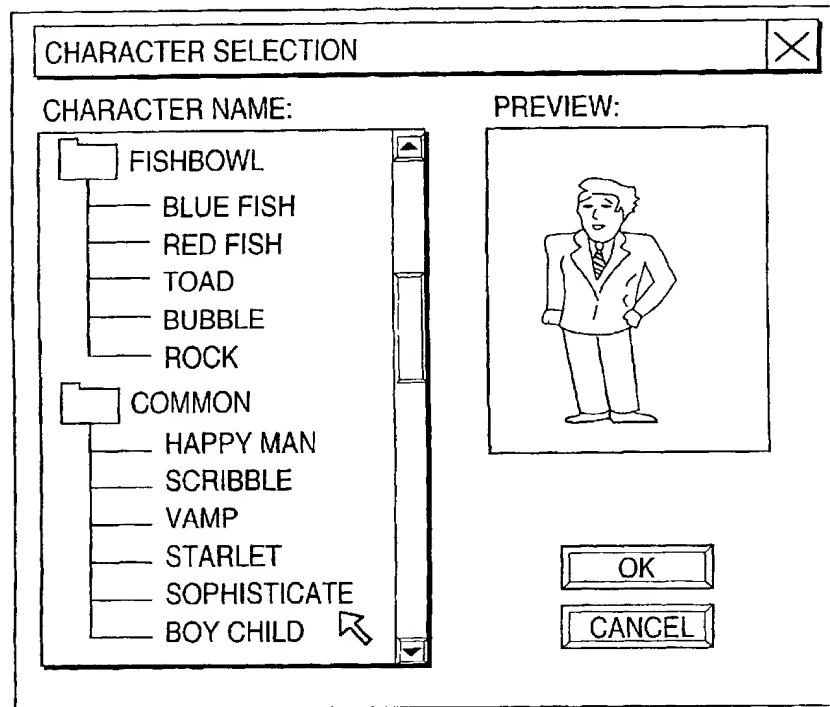 CHARACTER SELECTION
CHARACTER NAME:
FISHBOWL
BLUE FISH
RED FISH
TOAD
BUBBLE
ROCK
COMMON
HAPPY MAN
SCRIBBLE
VAMP
STARLET
SOPHISTICATE
BOY CHILD
PREVIEW:
OK
CANCEL